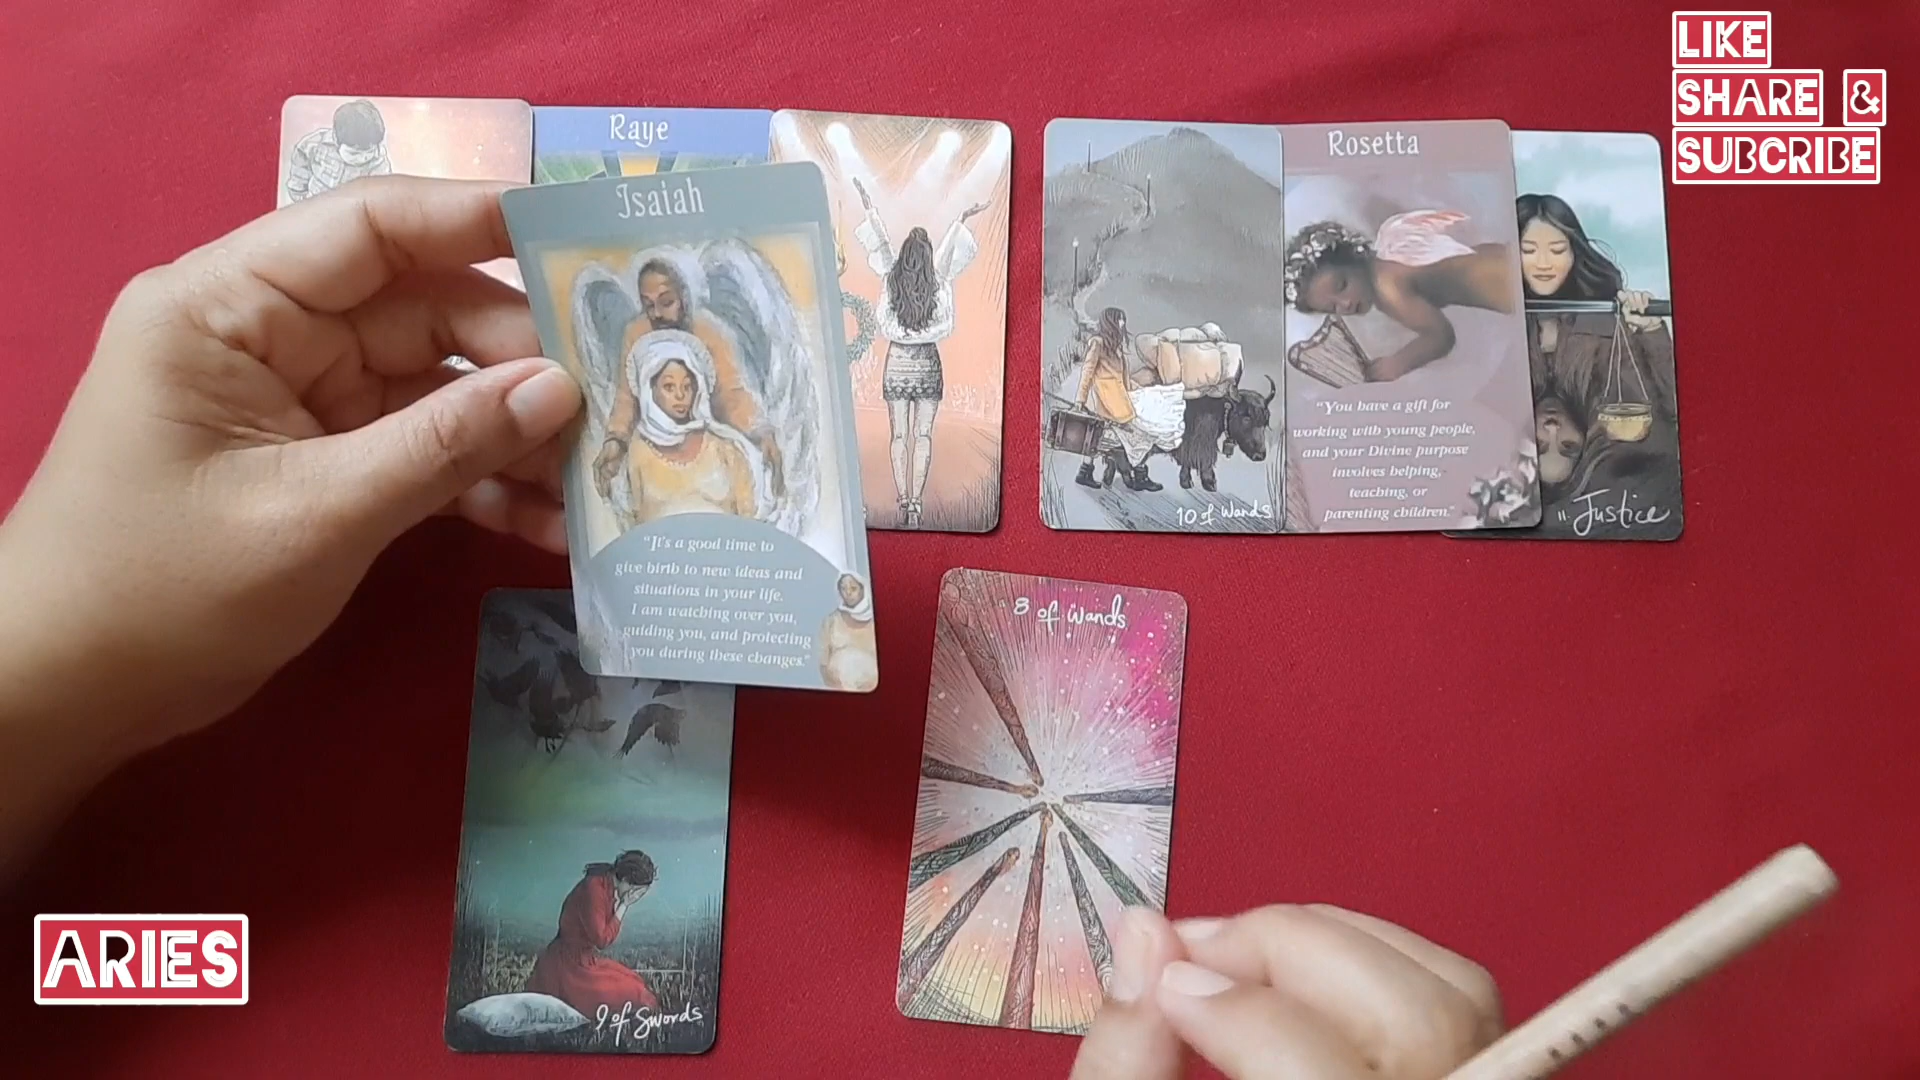 LIKE
SHARE &
SUBCRIBE
Raye
Isaiah
"It's a good time to
give birth to new ideas and
situations in your life.
I am watching over you,
guiding you, and protecting
you during these changes."
10 of Wands
Rosetta
"You have a gift for
working with young people,
and your Divine purpose
involves helping,
teaching, or
parenting children."
11. Justice
9 of Swords
8 of Wands
ARIES